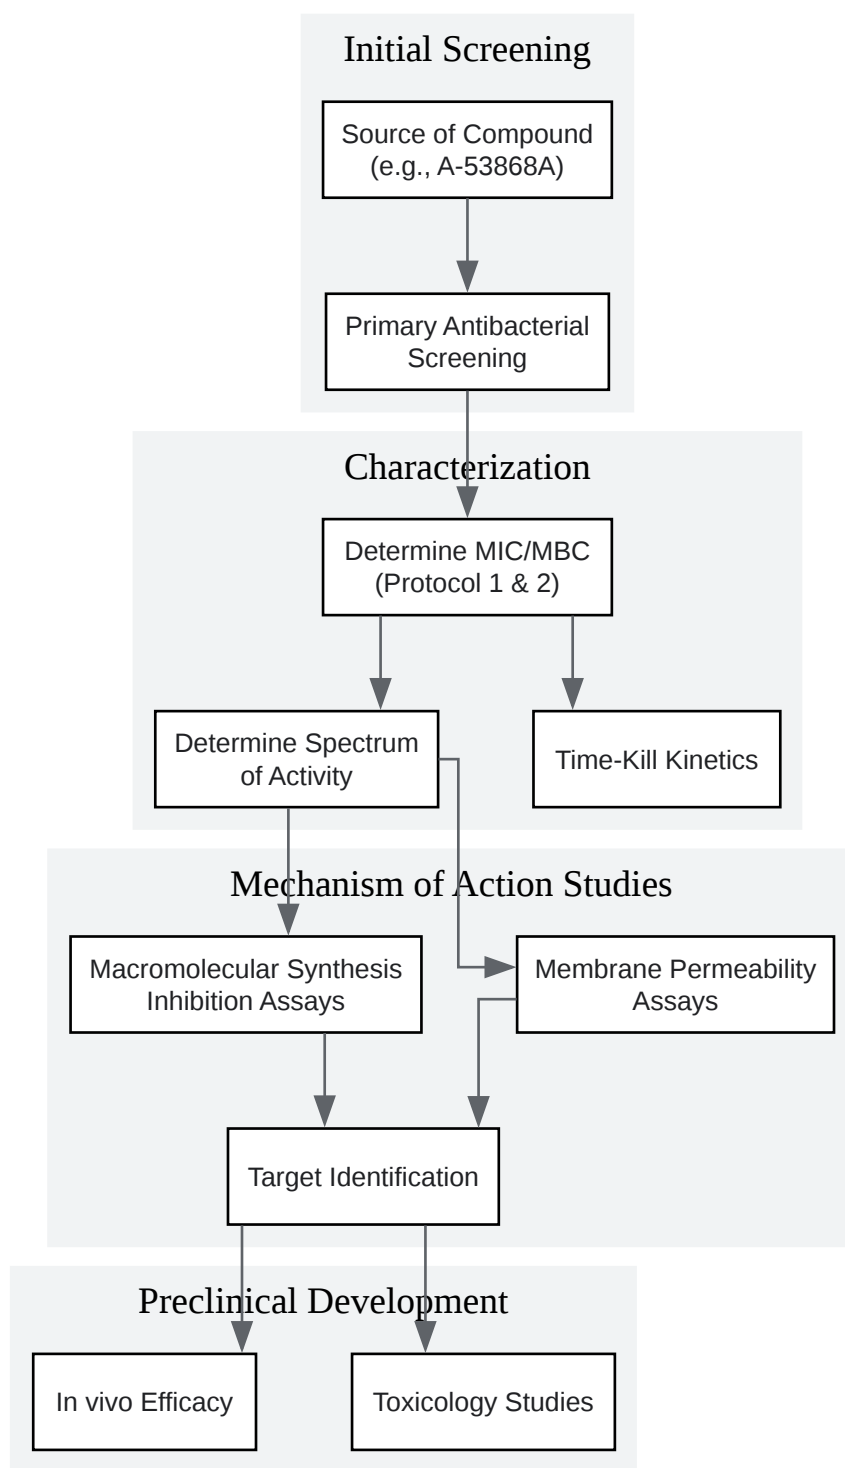 Initial Screening
Source of Compound
(e.g., A-53868A)
Primary Antibacterial
Screening
Characterization
Determine MIC/MBC
(Protocol 1 & 2)
Determine Spectrum
of Activity
Time-Kill Kinetics
Mechanism of Action Studies
Macromolecular Synthesis
Inhibition Assays
Membrane Permeability
Assays
Target Identification
Preclinical Development
In vivo Efficacy
Toxicology Studies